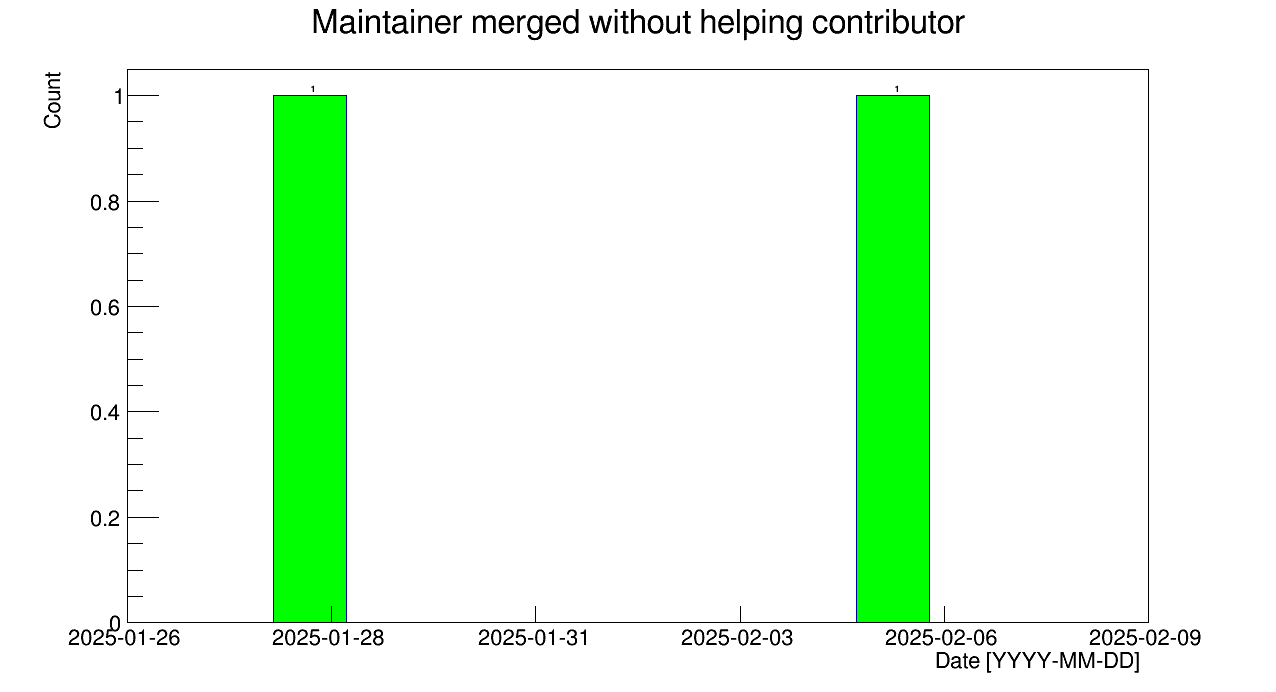 Maintainer merged without helping contributor
Count
1
1
1
0.8
0.6
0.4
0.2
0
2025-01-26 2025-01-28 2025-01-31 2025-02-03 2025-02-06 2025-02-09
Date [YYYY-MM-DD]